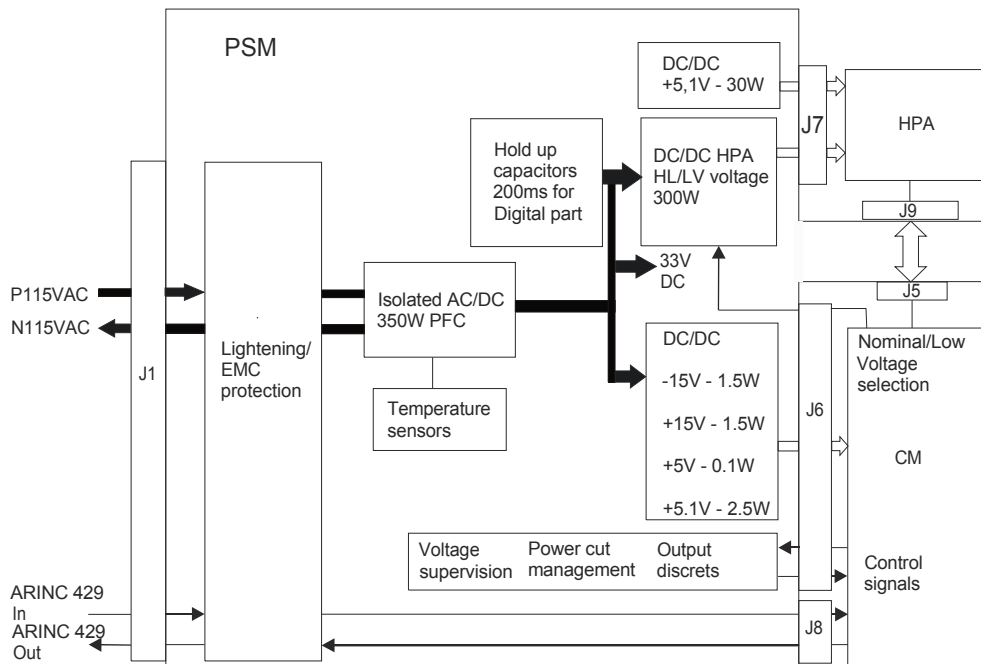 PSM
DC/DC
+5,1V - 30W
J7
HPA
Hold up
capacitors
200ms for
Digital part
DC/DC HPA
HL/LV voltage
300W
J9
33V
DC
J5
P115VAC
N115VAC
J1
Lightening/
EMC
protection
Isolated AC/DC
350W PFC
Temperature
sensors
DC/DC
-15V - 1.5W
+15V - 1.5W
+5V - 0.1W
+5.1V - 2.5W
J6
Nominal/Low
Voltage
selection
CM
Voltage
supervision
Power cut
management
Output
discrets
Control
signals
ARINC 429
In
ARINC 429
Out
J8